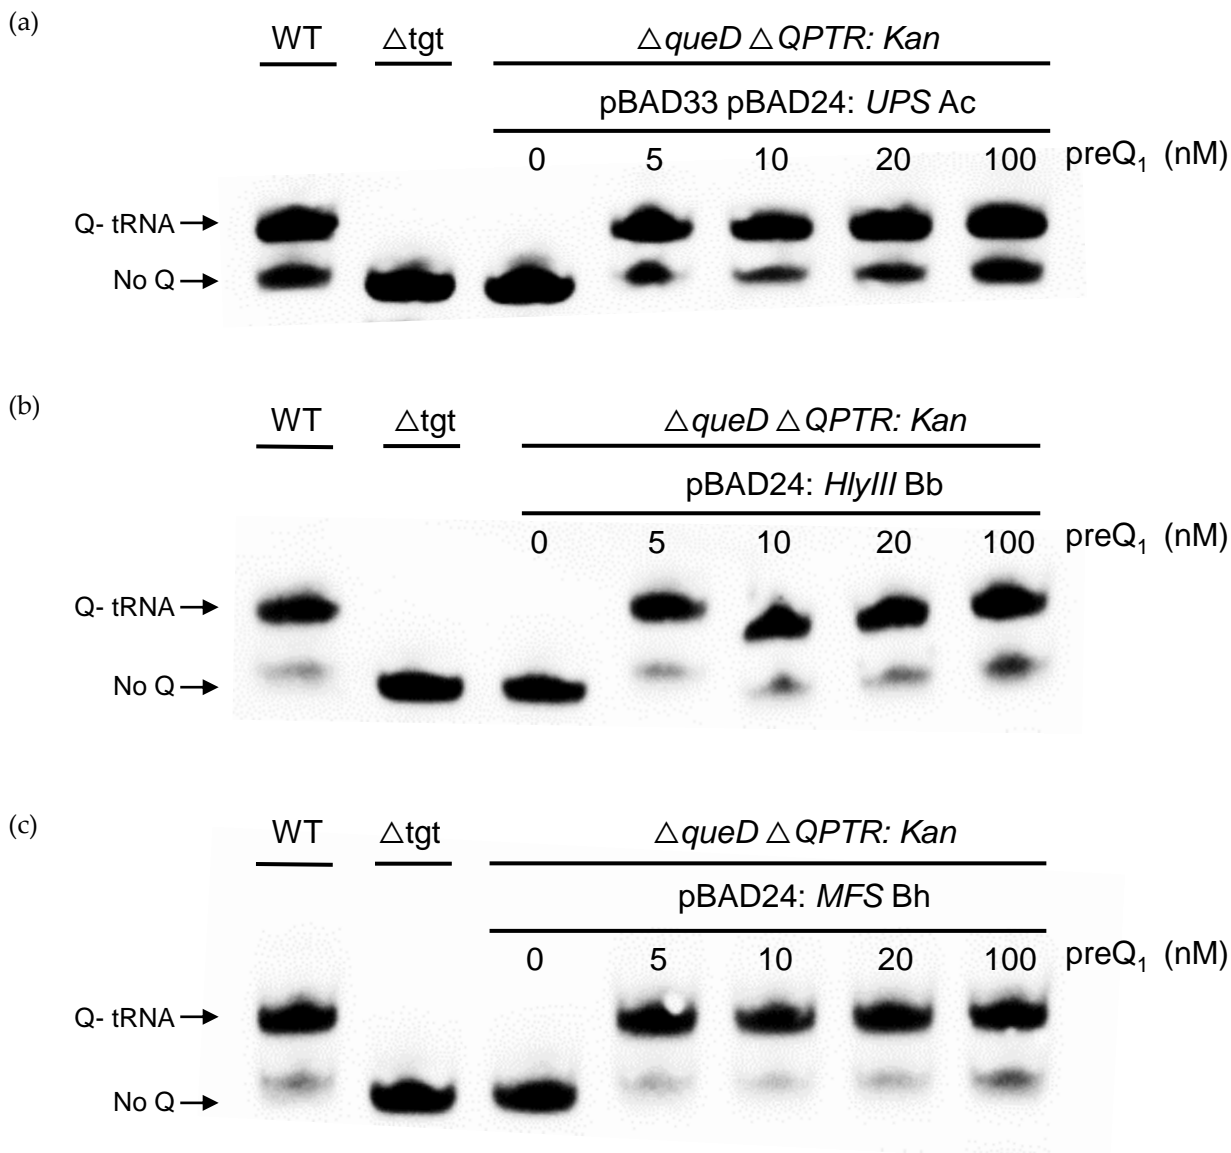 (a)
WT △tgt △queD △QPTR: Kan
pBAD33 pBAD24: UPS Ac
0 5 10 20 100 preQ₁ (nM)
Q- tRNA →
No Q →
(b)
WT △tgt △queD △QPTR: Kan
pBAD24: HlyIII Bb
0 5 10 20 100 preQ₁ (nM)
Q- tRNA →
No Q →
(c)
WT △tgt △queD △QPTR: Kan
pBAD24: MFS Bh
0 5 10 20 100 preQ₁ (nM)
Q- tRNA →
No Q →